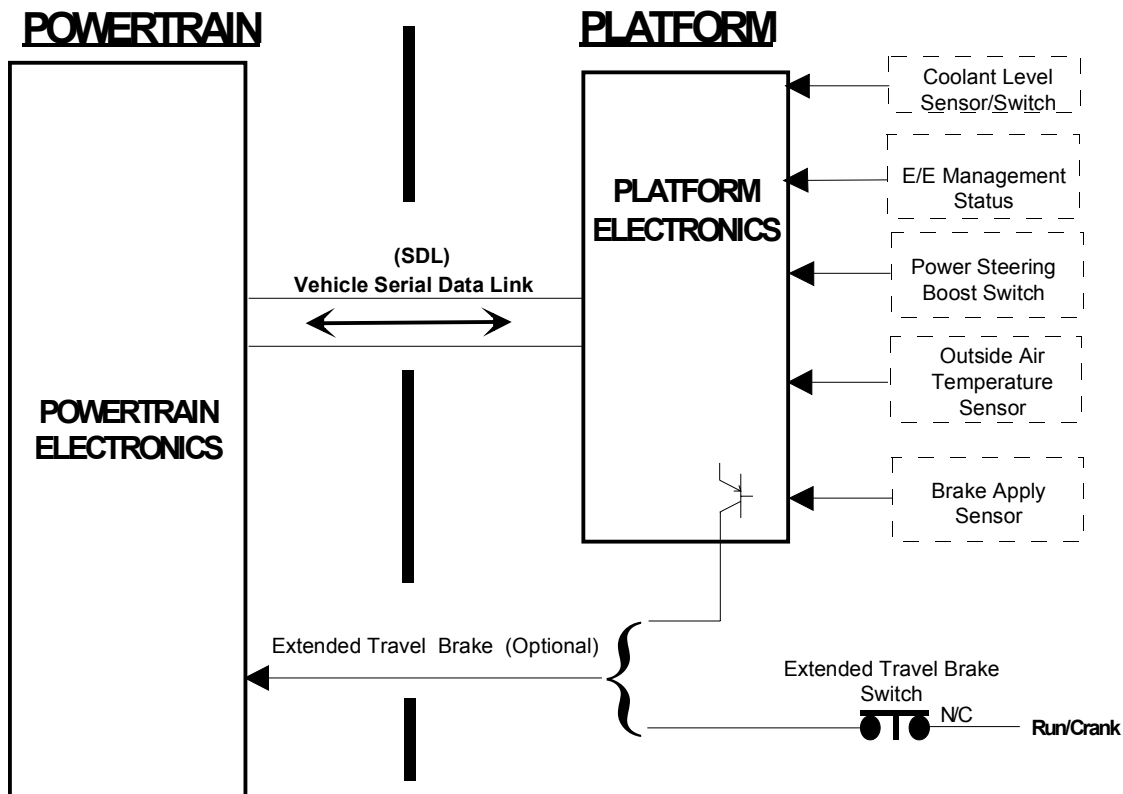 POWERTRAIN
PLATFORM
Coolant Level
Sensor/Switch
E/E Management
Status
PLATFORM
ELECTRONICS
(SDL)
Vehicle Serial Data Link
Power Steering
Boost Switch
Outside Air
Temperature
Sensor
POWERTRAIN
ELECTRONICS
Brake Apply
Sensor
Extended Travel Brake (Optional)
Extended Travel Brake
Switch
N/C
Run/Crank